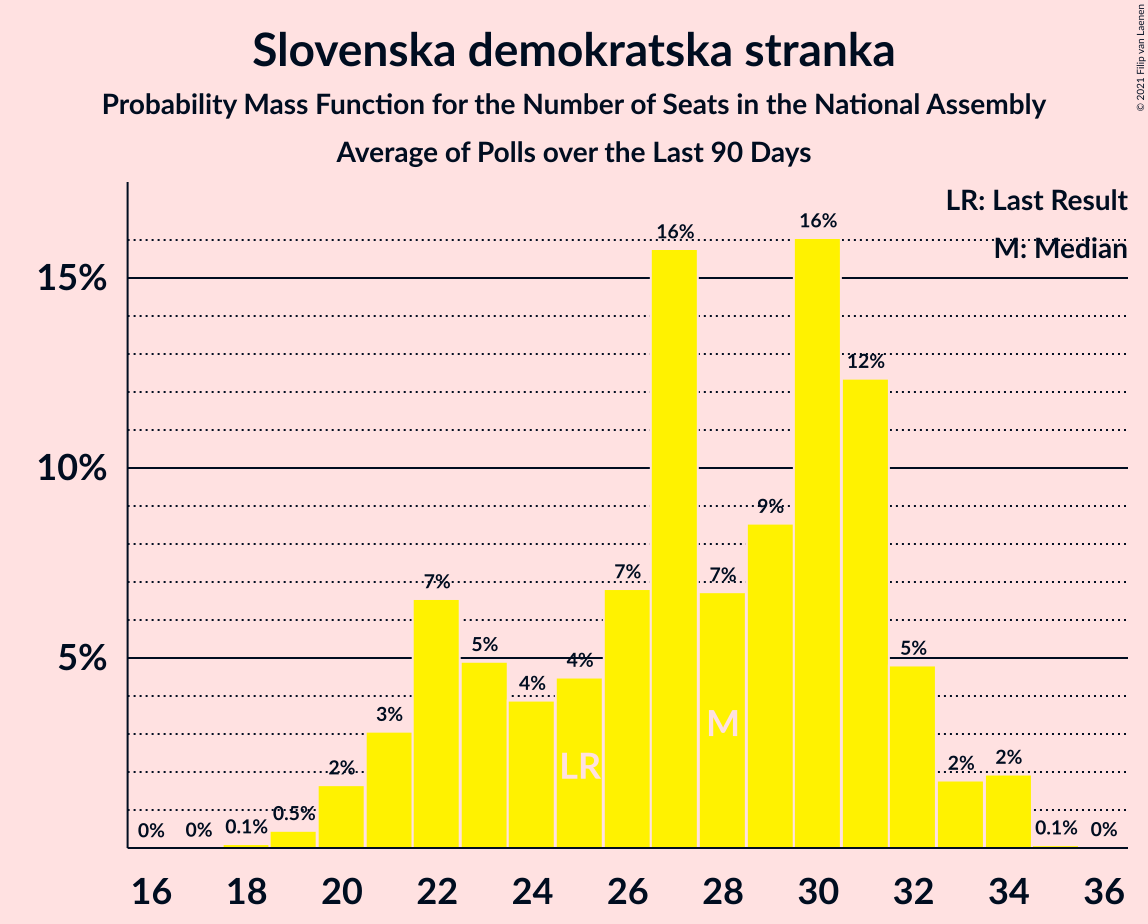 Slovenska demokratska stranka
Probability Mass Function for the Number of Seats in the National Assembly
Average of Polls over the Last 90 Days
© 2021 Filip van Laenen
LR: Last Result
M: Median
15%
10%
5%
0% 0% 0.1% 0.5% 2% 3% 7% 5% 4% 4% 7% 16% 7% 9% 16% 12% 5% 2% 2% 0.1% 0%
LR
M
16 18 20 22 24 26 28 30 32 34 36